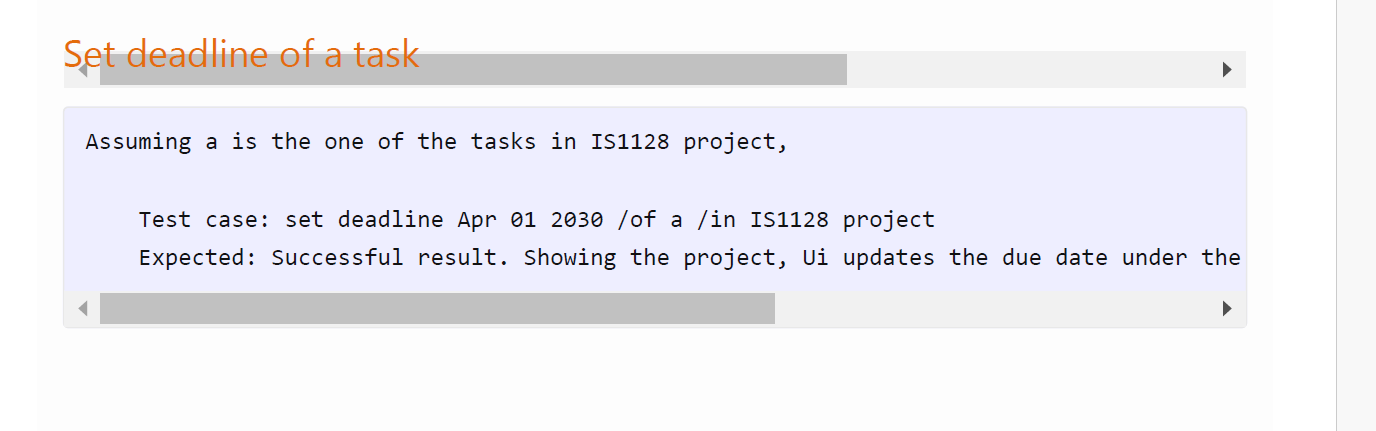 Set deadline of a task
Assuming a is the one of the tasks in IS1128 project,
Test case: set deadline Apr 01 2030 /of a /in IS1128 project
Expected: Successful result. Showing the project, Ui updates the due date under the